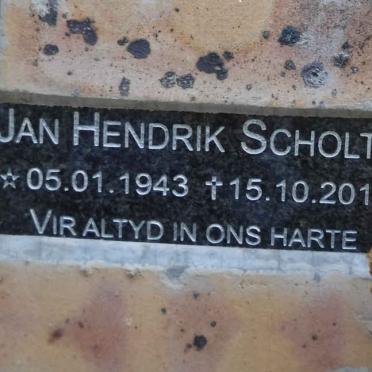 JAN HENDRIK SCHOLT
☆ 05.01.1943 ✝ 15.10.201
VIR ALTYD IN ONS HARTE